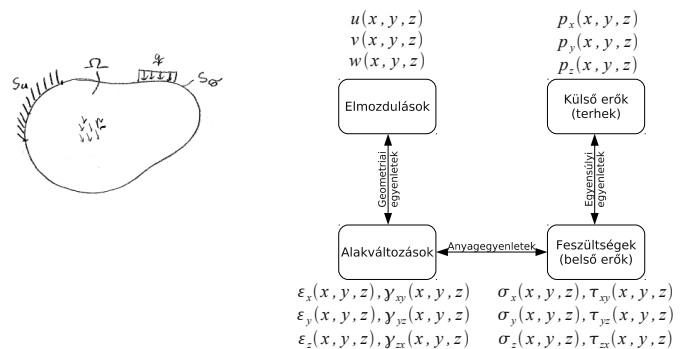 Su
Ω
q
Sσ
p
u(x,y,z)
v(x,y,z)
w(x,y,z)
Elmozdulások
Geometriai
egyenletek
Alakváltozások
εx(x,y,z),γxy(x,y,z)
εy(x,y,z),γyz(x,y,z)
εz(x,y,z),γzx(x,y,z)
Anyagegyenletek
px(x,y,z)
py(x,y,z)
pz(x,y,z)
Külső erők
(terhek)
Egyensúlyi
egyenletek
Feszültségek
(belső erők)
σx(x,y,z),τxy(x,y,z)
σy(x,y,z),τyz(x,y,z)
σz(x,y,z),τzx(x,y,z)